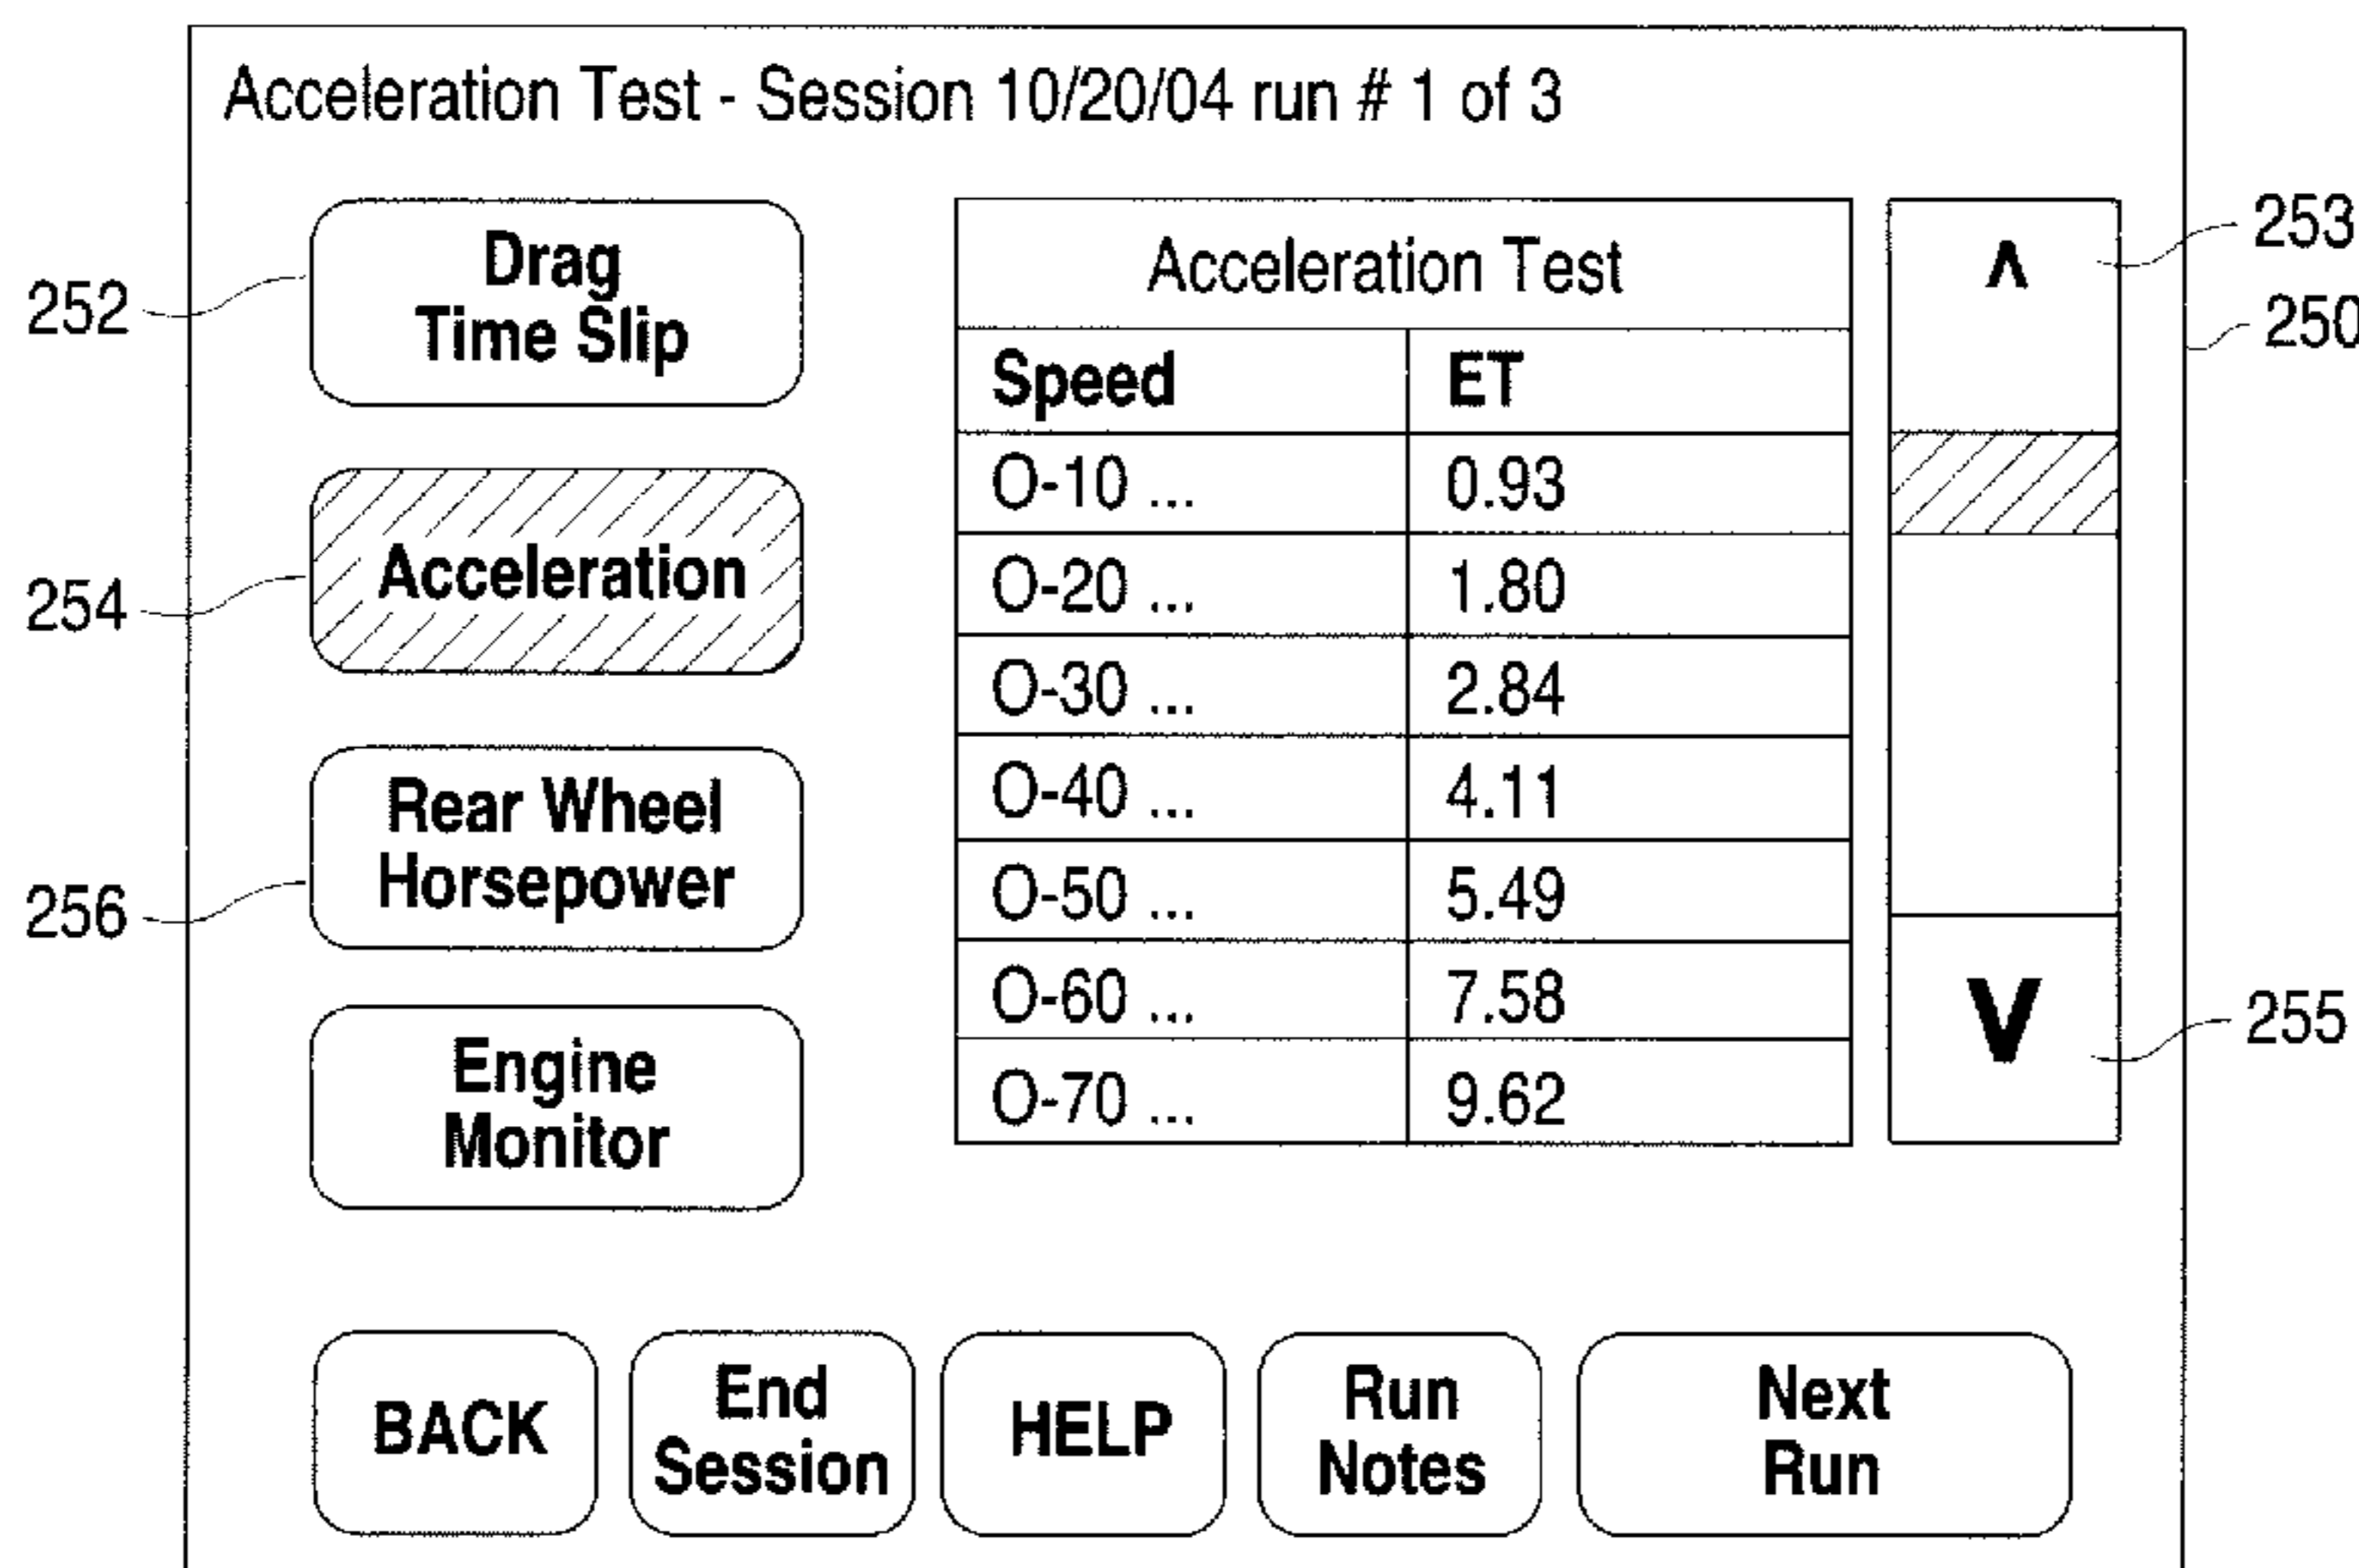 Acceleration Test - Session 10/20/04 run # 1 of 3
252
Drag
Time Slip
254
Acceleration
256
Rear Wheel
Horsepower
Engine
Monitor
Acceleration Test
Speed ET
O-10 ... 0.93
O-20 ... 1.80
O-30 ... 2.84
O-40 ... 4.11
O-50 ... 5.49
O-60 ... 7.58
O-70 ... 9.62
Λ
253
250
V
255
BACK
End
Session
HELP
Run
Notes
Next
Run